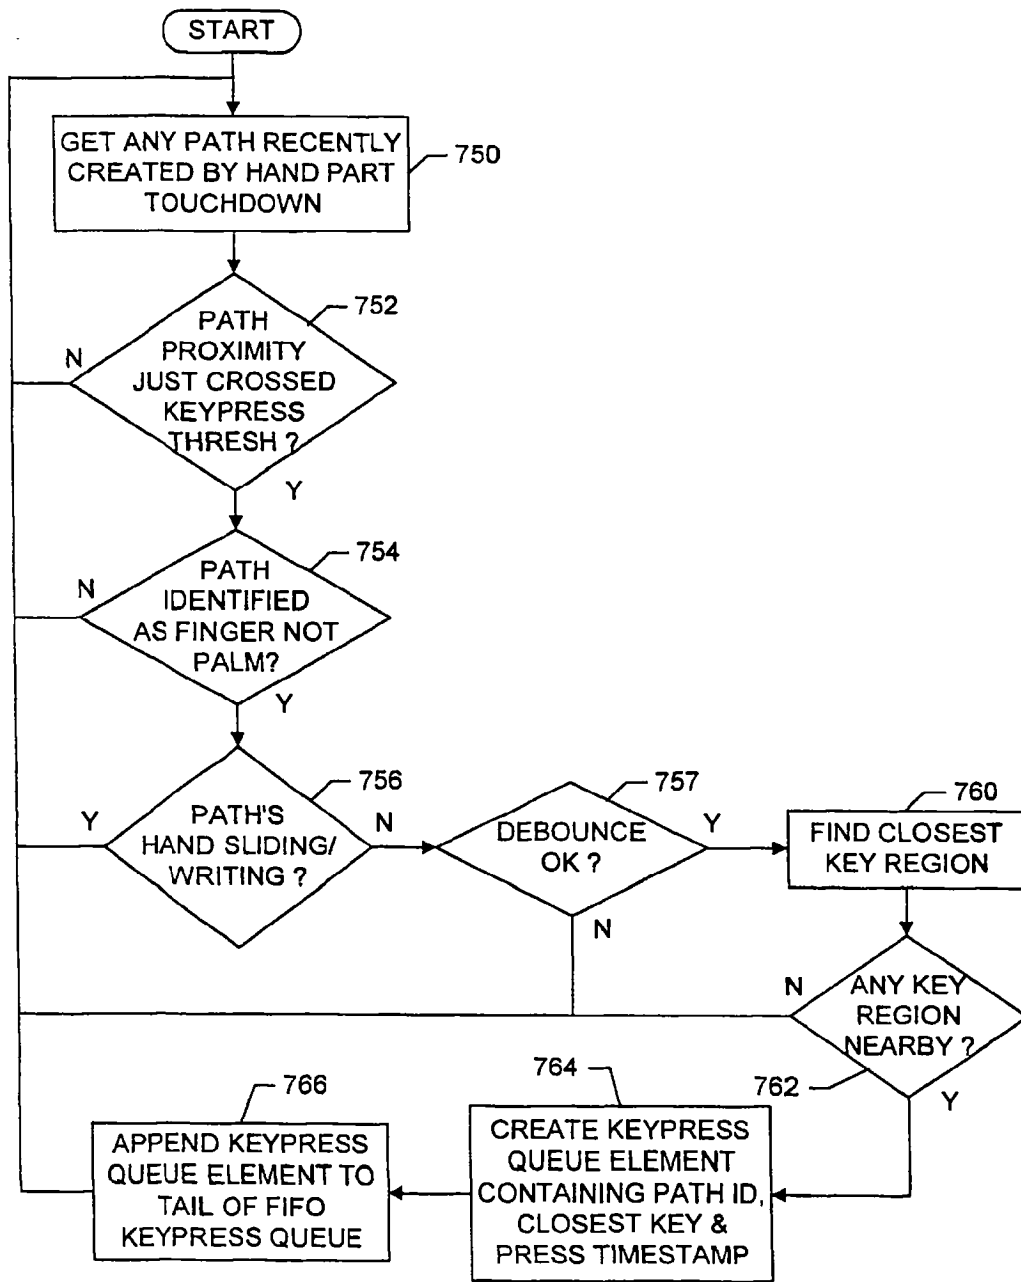 START
GET ANY PATH RECENTLY
CREATED BY HAND PART
TOUCHDOWN
750
752
PATH
PROXIMITY
JUST CROSSED
KEYPRESS
THRESH ?
N
Y
754
PATH
IDENTIFIED
AS FINGER NOT
PALM?
N
Y
756
PATH'S
HAND SLIDING/
WRITING ?
Y
N
757
DEBOUNCE
OK ?
Y
N
760
FIND CLOSEST
KEY REGION
ANY KEY
REGION
NEARBY ?
N
762
Y
764
CREATE KEYPRESS
QUEUE ELEMENT
CONTAINING PATH ID,
CLOSEST KEY &
PRESS TIMESTAMP
766
APPEND KEYPRESS
QUEUE ELEMENT TO
TAIL OF FIFO
KEYPRESS QUEUE